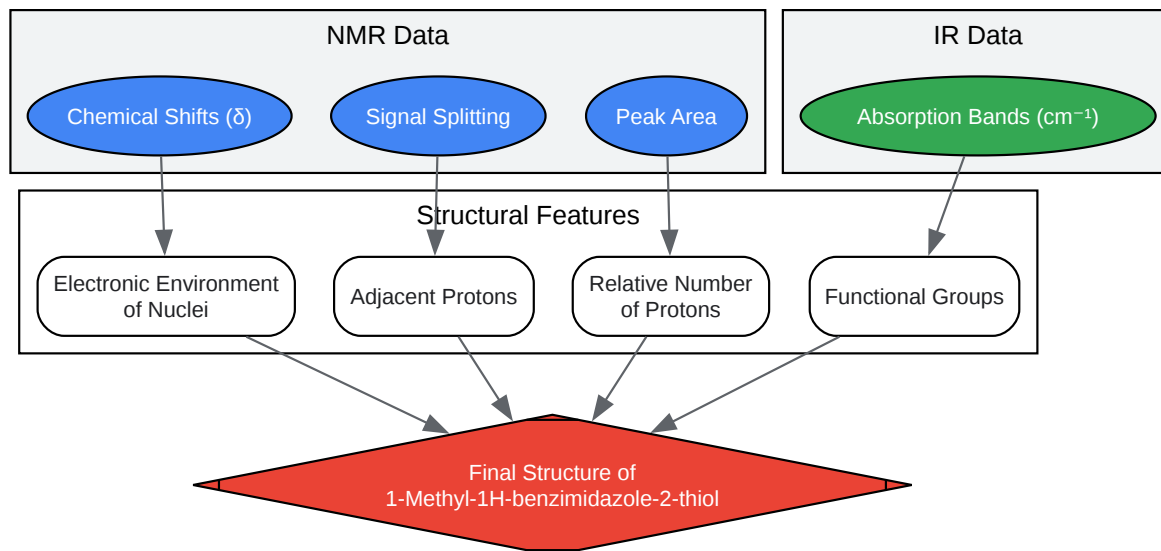 NMR Data
IR Data
Chemical Shifts (δ)
Signal Splitting
Peak Area
Absorption Bands (cm⁻¹)
Structural Features
Electronic Environment
of Nuclei
Adjacent Protons
Relative Number
of Protons
Functional Groups
Final Structure of
1-Methyl-1H-benzimidazole-2-thiol